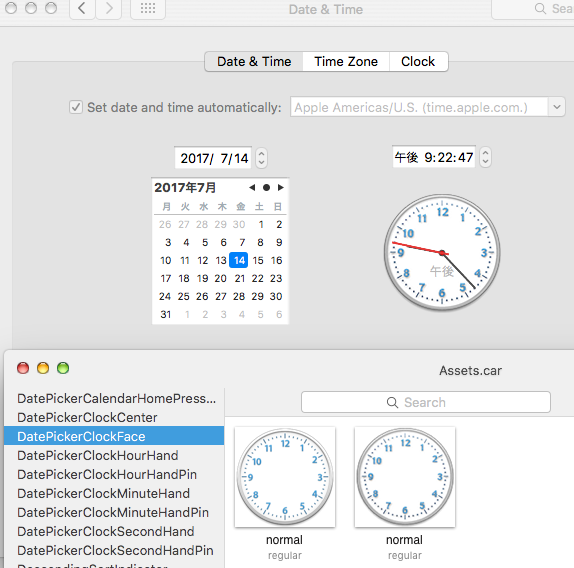 Date & Time
Sea
Date & Time Time Zone Clock
Set date and time automatically: Apple Americas/U.S. (time.apple.com.)
2017/ 7/14
午後 9:22:47
2017年7月
月 火 水 木 金 土 日
26 27 28 29 30 1 2
3 4 5 6 7 8 9
10 11 12 13 14 15 16
17 18 19 20 21 22 23
24 25 26 27 28 29 30
31 1 2 3 4 5 6
12
11 1
10 2
9 3
午後
8 4
7 5
6
Assets.car
Search
DatePickerCalendarHomePress...
DatePickerClockCenter
DatePickerClockFace
DatePickerClockHourHand
DatePickerClockHourHandPin
DatePickerClockMinuteHand
DatePickerClockMinuteHandPin
DatePickerClockSecondHand
DatePickerClockSecondHandPin
DescendingSortIndicator
12
11 1
10 2
9 3
8 4
7 5
6
normal
regular
12
11 1
10 2
9 3
8 4
7 5
6
normal
regular